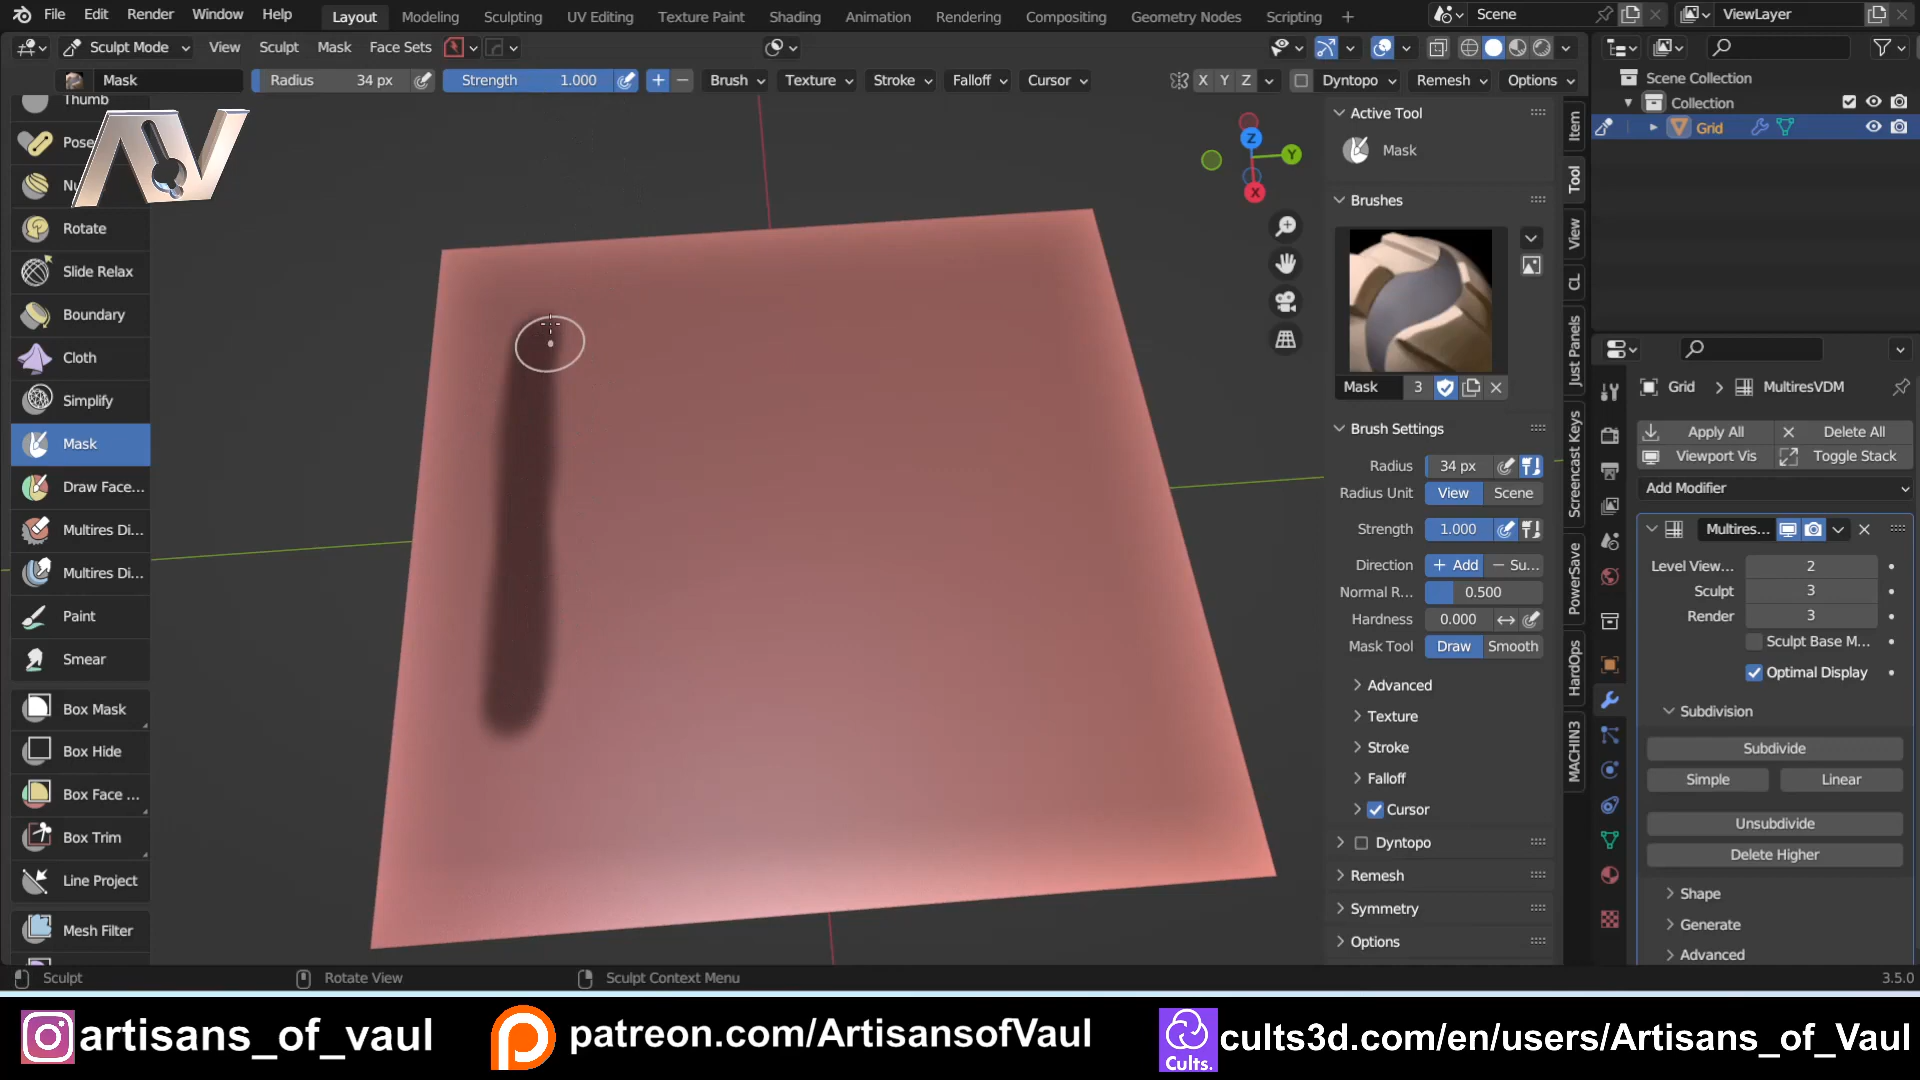 File Edit Render Window Help Layout Modeling Sculpting UV Editing Texture Paint Shading Animation Rendering Compositing Geometry Nodes Scripting + Scene ViewLayer
Sculpt Mode View Sculpt Mask Face Sets
Mask Radius 34 px Strength 1.000 Brush Texture Stroke Falloff Cursor X Y Z Dyntopo Remesh Options
Thumb
Pose
AV
Rotate
Slide Relax
Boundary
Cloth
Simplify
Mask
Draw Face...
Multires Di...
Multires Di...
Paint
Smear
Box Mask
Box Hide
Box Face ...
Box Trim
Line Project
Mesh Filter
Z
Y
X
Active Tool
Mask
Brushes
Mask 3
Brush Settings
Radius 34 px
Radius Unit View Scene
Strength 1.000
Direction + Add − Su...
Normal R... 0.500
Hardness 0.000
Mask Tool Draw Smooth
Advanced
Texture
Stroke
Falloff
Cursor
Dyntopo
Remesh
Symmetry
Options
Item
Tool
View
CL
Just Panels
Screencast Keys
PowerSave
HardOps
MACHIN3
Scene Collection
Collection
Grid
Grid > MultiresVDM
Apply All Delete All
Viewport Vis Toggle Stack
Add Modifier
Multires...
Level View... 2
Sculpt 3
Render 3
Sculpt Base M...
Optimal Display
Subdivision
Subdivide
Simple Linear
Unsubdivide
Delete Higher
Shape
Generate
Advanced
Sculpt Rotate View Sculpt Context Menu 3.5.0
artisans_of_vaul patreon.com/ArtisansofVaul Cults. cults3d.com/en/users/Artisans_of_Vaul